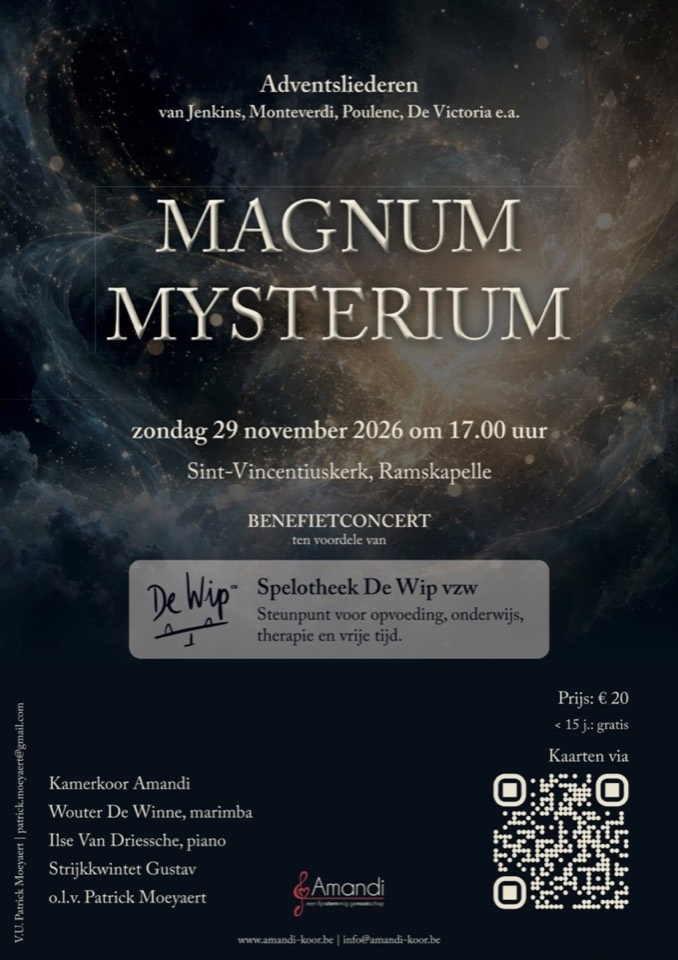 Adventsliederen
van Jenkins, Monteverdi, Poulenc, De Victoria e.a.
MAGNUM
MYSTERIUM
zondag 29 november 2026 om 17.00 uur
Sint-Vincentiuskerk, Ramskapelle
BENEFIETCONCERT
ten voordele van
De Wip
Spelotheek De Wip vzw
Steunpunt voor opvoeding, onderwijs,
therapie en vrije tijd.
Prijs: € 20
< 15 j.: gratis
Kaarten via
Kamerkoor Amandi
Wouter De Winne, marimba
Ilse Van Driessche, piano
Strijkkwintet Gustav
o.l.v. Patrick Moeyaert
Amandi
een fijnstemmig genootschap
www.amandi-koor.be | info@amandi-koor.be
V.U. Patrick Moeyaert | patrick.moeyaert@gmail.com